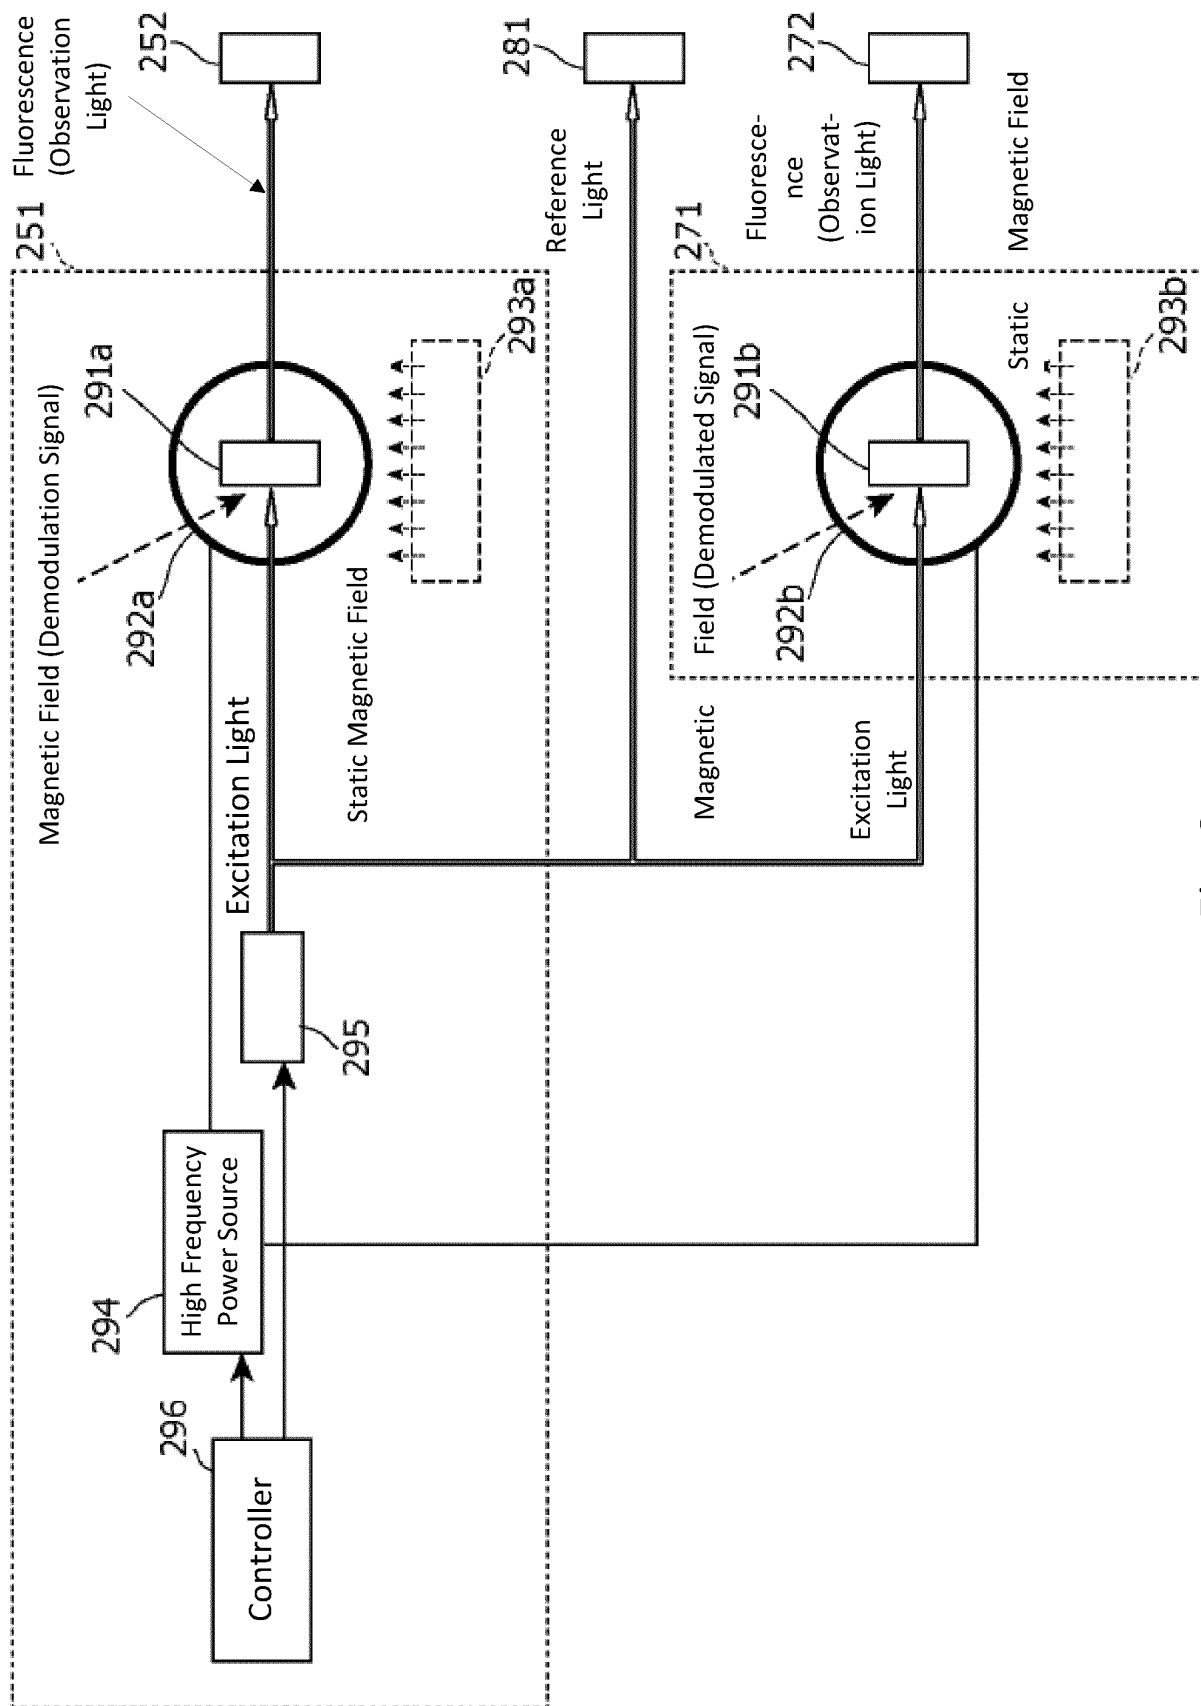 Magnetic Field (Demodulation Signal)
251
Fluorescence
(Observation
Light)
294
292a
291a
252
296
Controller
High Frequency
Power Source
Excitation Light
295
Static Magnetic Field
293a
Reference
Light
281
Magnetic
Field (Demodulated Signal)
271
Fluoresce-
nce
(Observat-
ion Light)
272
292b
291b
Excitation
Light
Static
Magnetic Field
293b